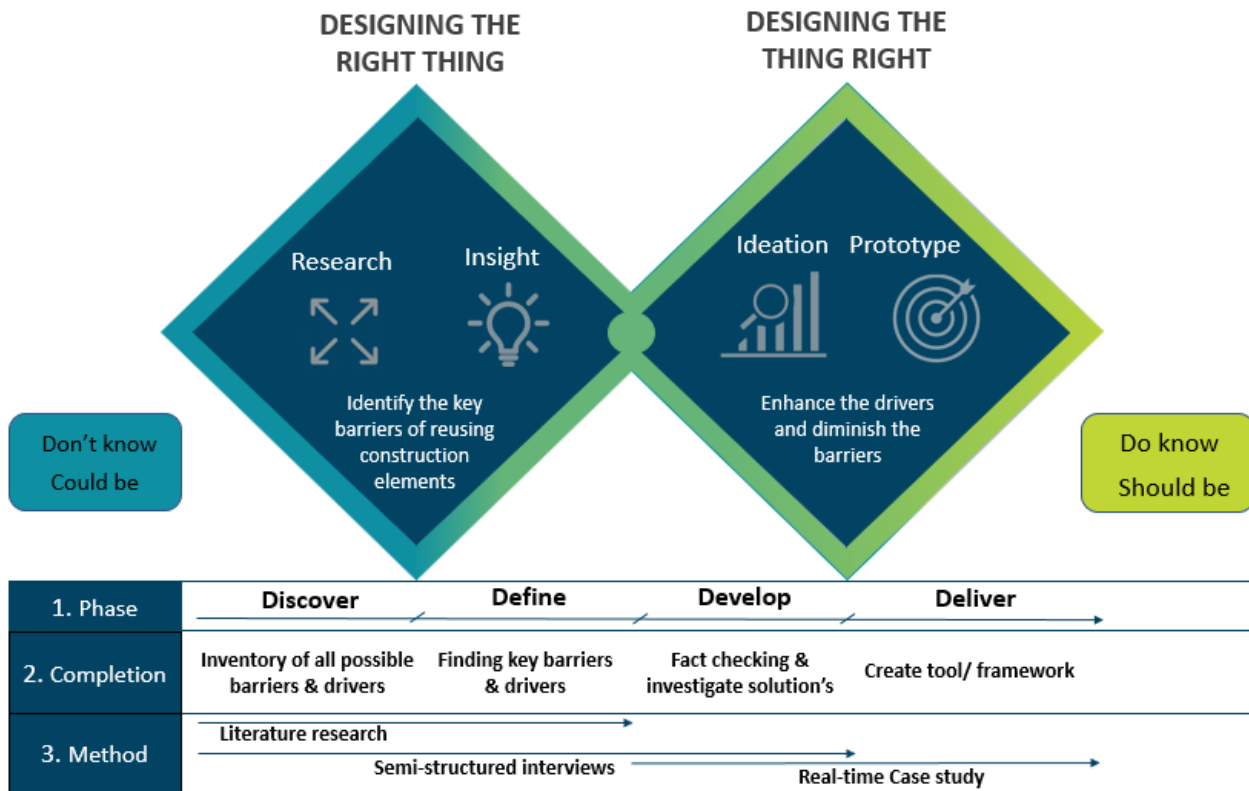 DESIGNING THE
RIGHT THING
DESIGNING THE
THING RIGHT
Research
Insight
Ideation
Prototype
Identify the key
barriers of reusing
construction
elements
Enhance the drivers
and diminish the
barriers
Don't know
Could be
Do know
Should be
1. Phase
Discover
Define
Develop
Deliver
2. Completion
Inventory of all possible
barriers & drivers
Finding key barriers
& drivers
Fact checking &
investigate solution's
Create tool/ framework
3. Method
Literature research
Semi-structured interviews
Real-time Case study